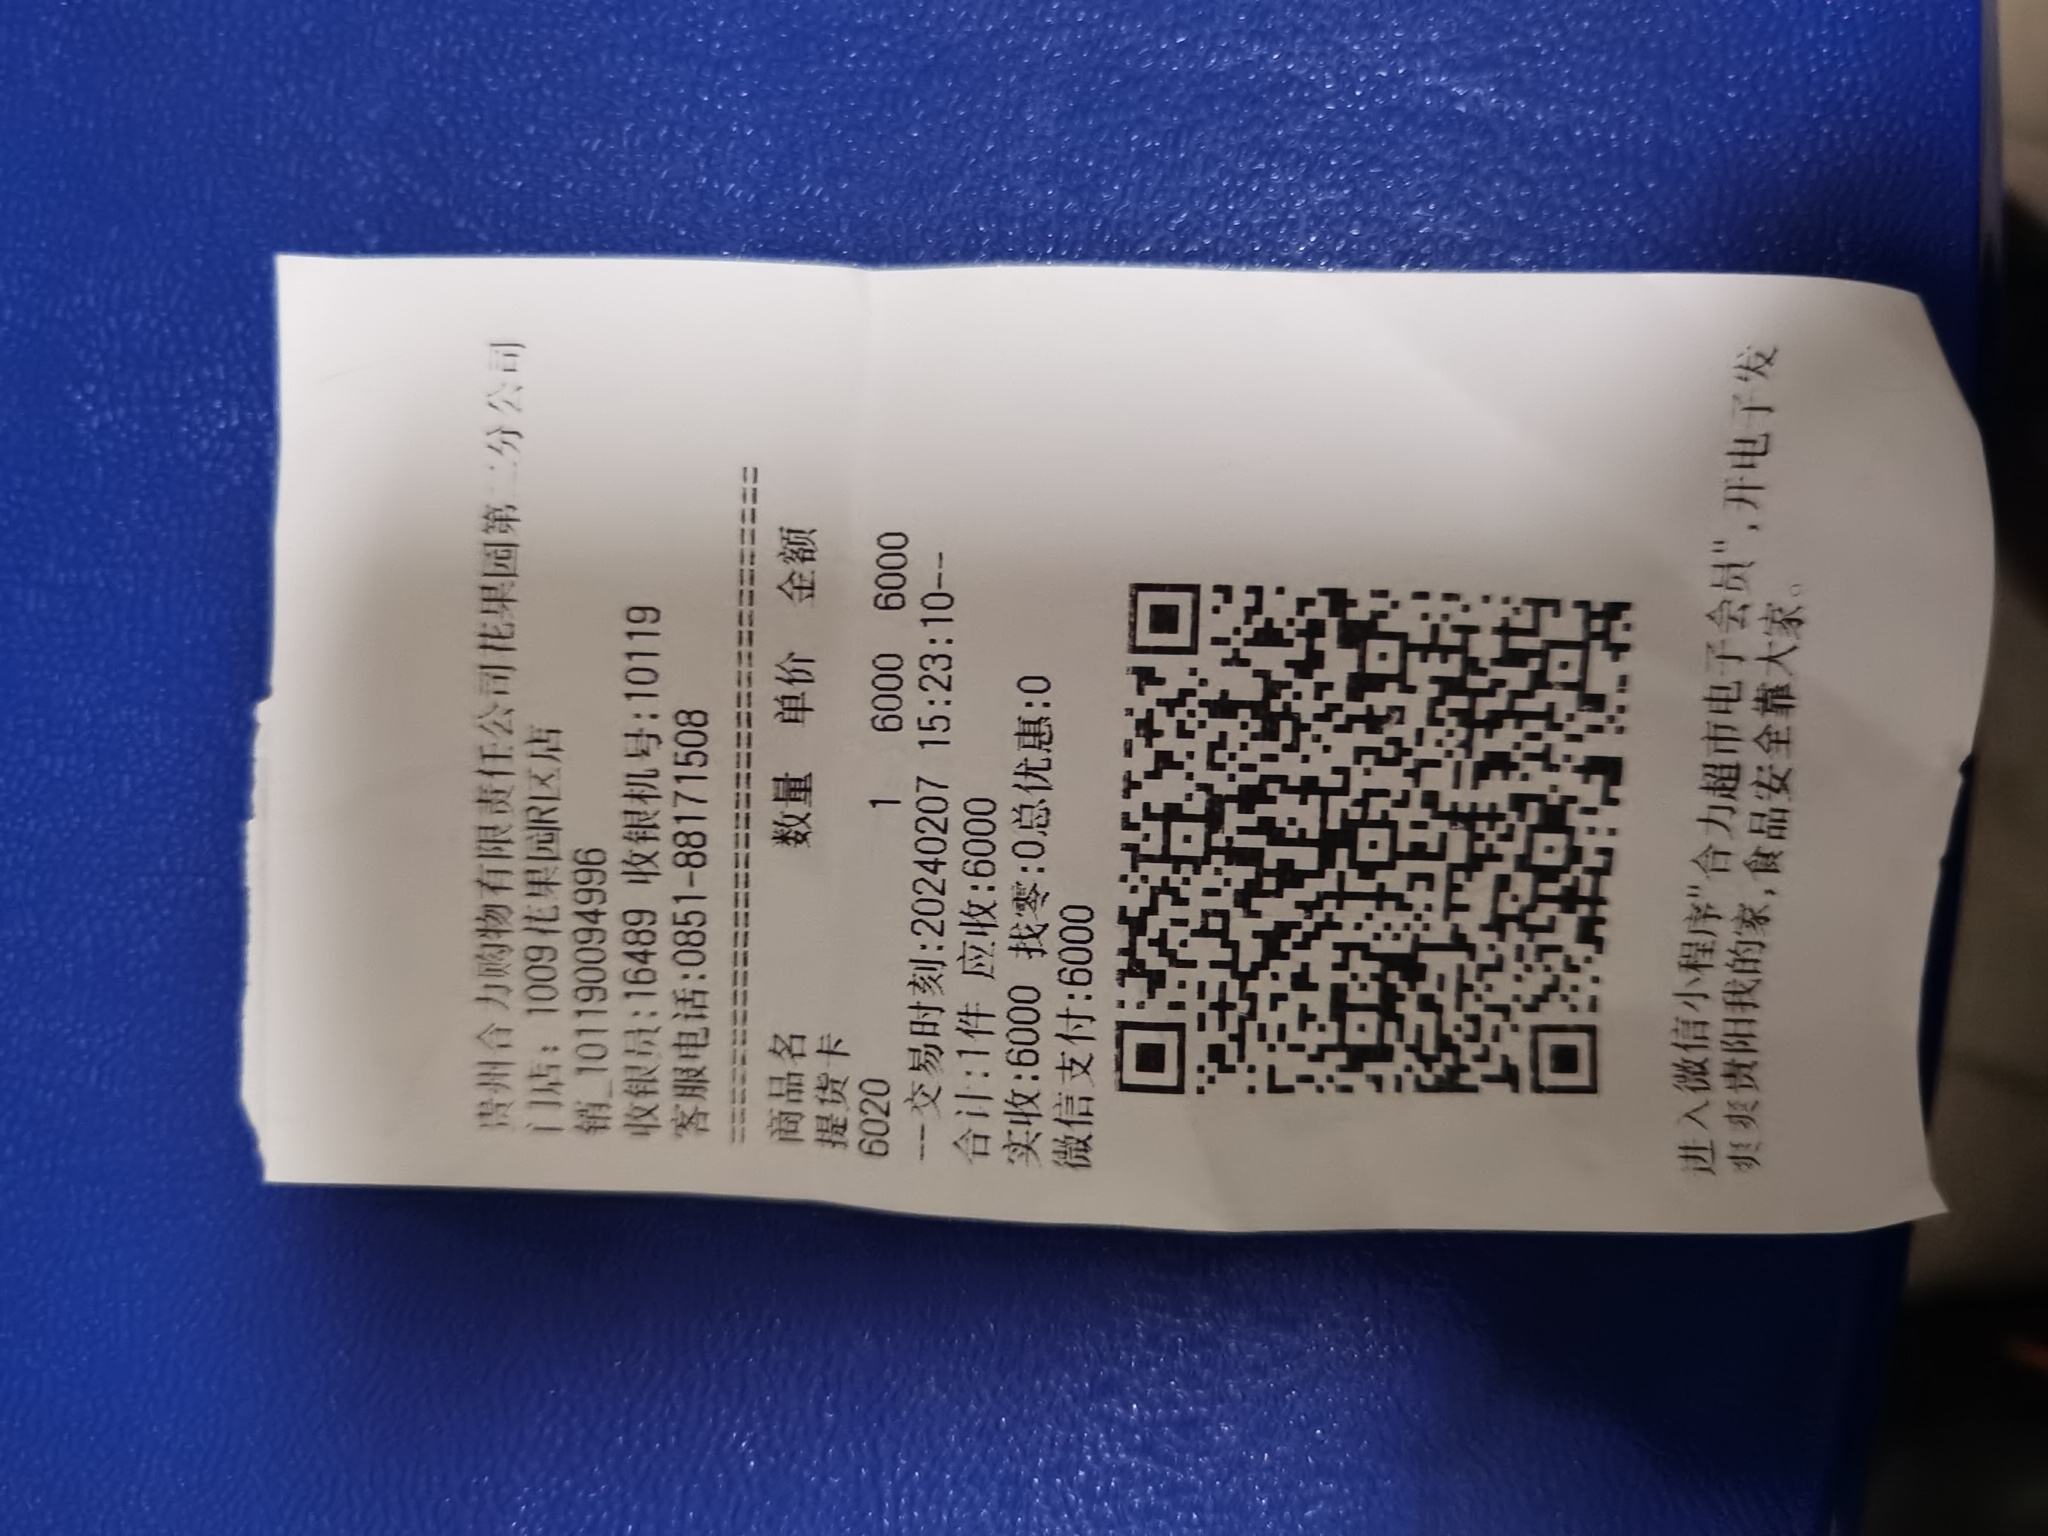 贵州合力购物有限责任公司花果园第二分公司
门店: 1009花果园R区店
销_101190094996
收银员:16489 收银机号:10119
客服电话:0851-88171508
========================================
商品名 数量 单价 金额
提货卡
6020 1 6000 6000
--交易时刻:20240207 15:23:10--
合计:1件 应收:6000
实收:6000 找零:0总优惠:0
微信支付:6000
进入微信小程序"合力超市电子会员",开电子发
爽爽贵阳我的家,食品安全靠大家。